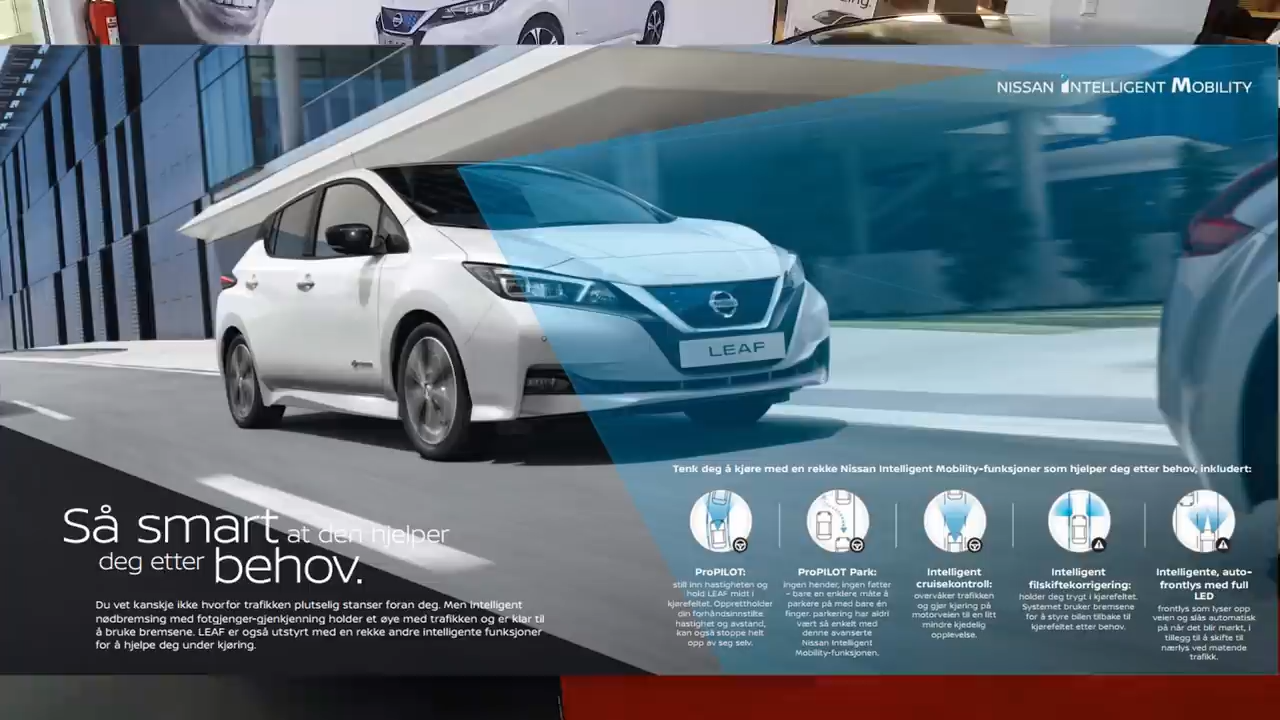 NISSAN INTELLIGENT MOBILITY
LEAF
Så smart at den hjelper
deg etter behov.
Du vet kanskje ikke hvorfor trafikken plutselig stanser foran deg. Men Intelligent
nødbremsing med fotgjenger-gjenkjenning holder et øye med trafikken og er klar til
å bruke bremsene. LEAF er også utstyrt med en rekke andre intelligente funksjoner
for å hjelpe deg under kjøring.
Tenk deg å kjøre med en rekke Nissan Intelligent Mobility-funksjoner som hjelper deg etter behov, inkludert:
ProPILOT:
still inn hastigheten og
hold LEAF midt i
kjørefeltet. Opprettholder
din forhåndsinnstilte
hastighet og avstand,
kan også stoppe helt
opp av seg selv.
ProPILOT Park:
ingen hender, ingen føtter
– bare en enklere måte å
parkere på med bare én
finger. parkering har aldri
vært så enkelt med
denne avanserte
Nissan Intelligent
Mobility-funksjonen.
Intelligent
cruisekontroll:
overvåker trafikken
og gjør kjøring på
motorveien til en litt
mindre kjedelig
opplevelse.
Intelligent
filskiftekorrigering:
holder deg trygt i kjørefeltet.
Systemet bruker bremsene
for å styre bilen tilbake til
kjørefeltet etter behov.
Intelligente, auto-
frontlys med full
LED
frontlys som lyser opp
veien og slås automatisk
på når det blir mørkt, i
tillegg til å skifte til
nærlys ved møtende
trafikk.